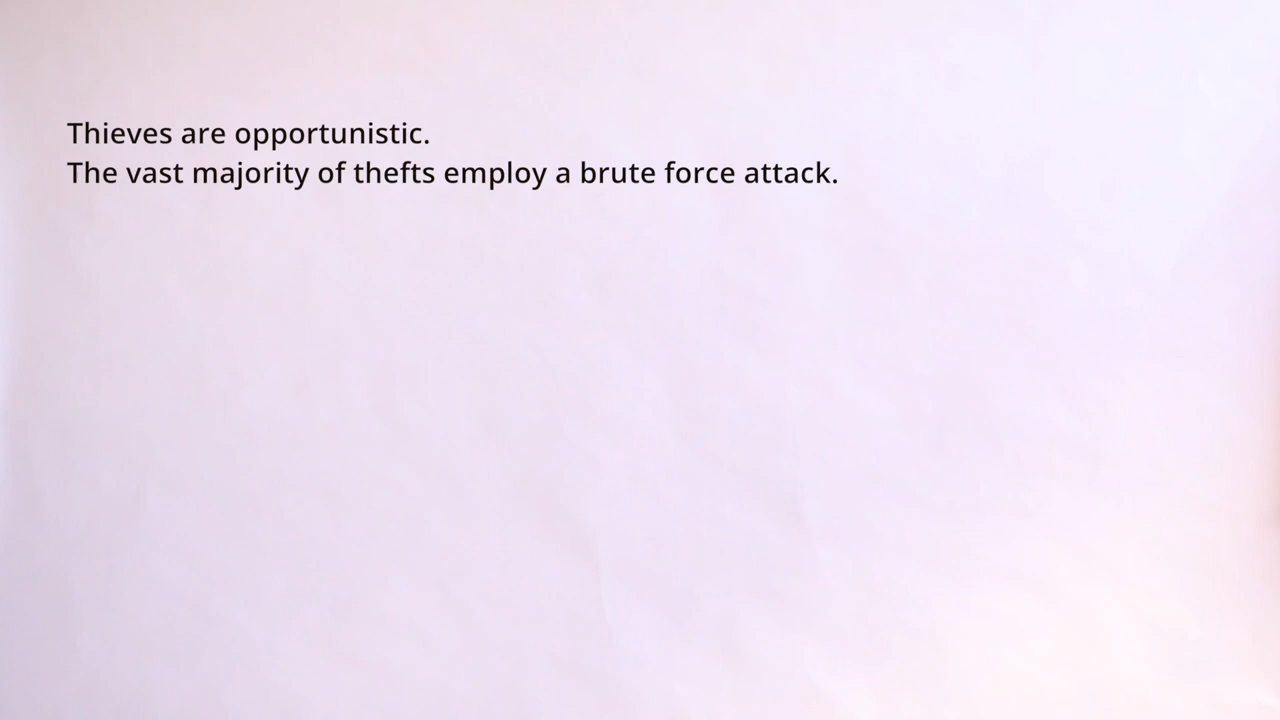 Thieves are opportunistic.
The vast majority of thefts employ a brute force attack.